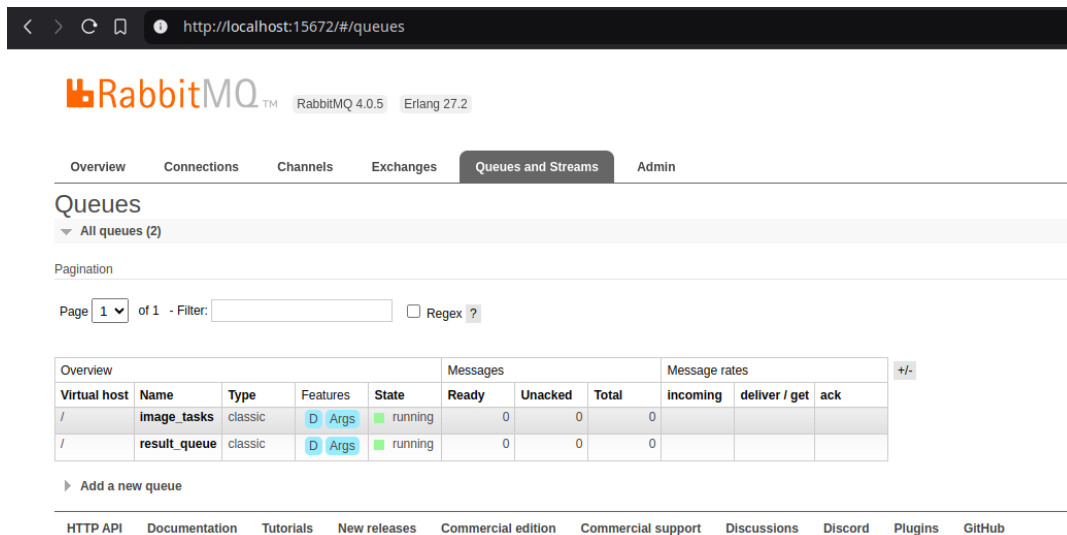 http://localhost:15672/#/queues
RabbitMQ TM RabbitMQ 4.0.5 Erlang 27.2
Overview Connections Channels Exchanges Queues and Streams Admin
Queues
All queues (2)
Pagination
Page 1 of 1 - Filter: Regex ?
Overview Messages Message rates +/-
Virtual host Name Type Features State Ready Unacked Total incoming deliver / get ack
/ image_tasks classic D Args running 0 0 0
/ result_queue classic D Args running 0 0 0
Add a new queue
HTTP API Documentation Tutorials New releases Commercial edition Commercial support Discussions Discord Plugins GitHub